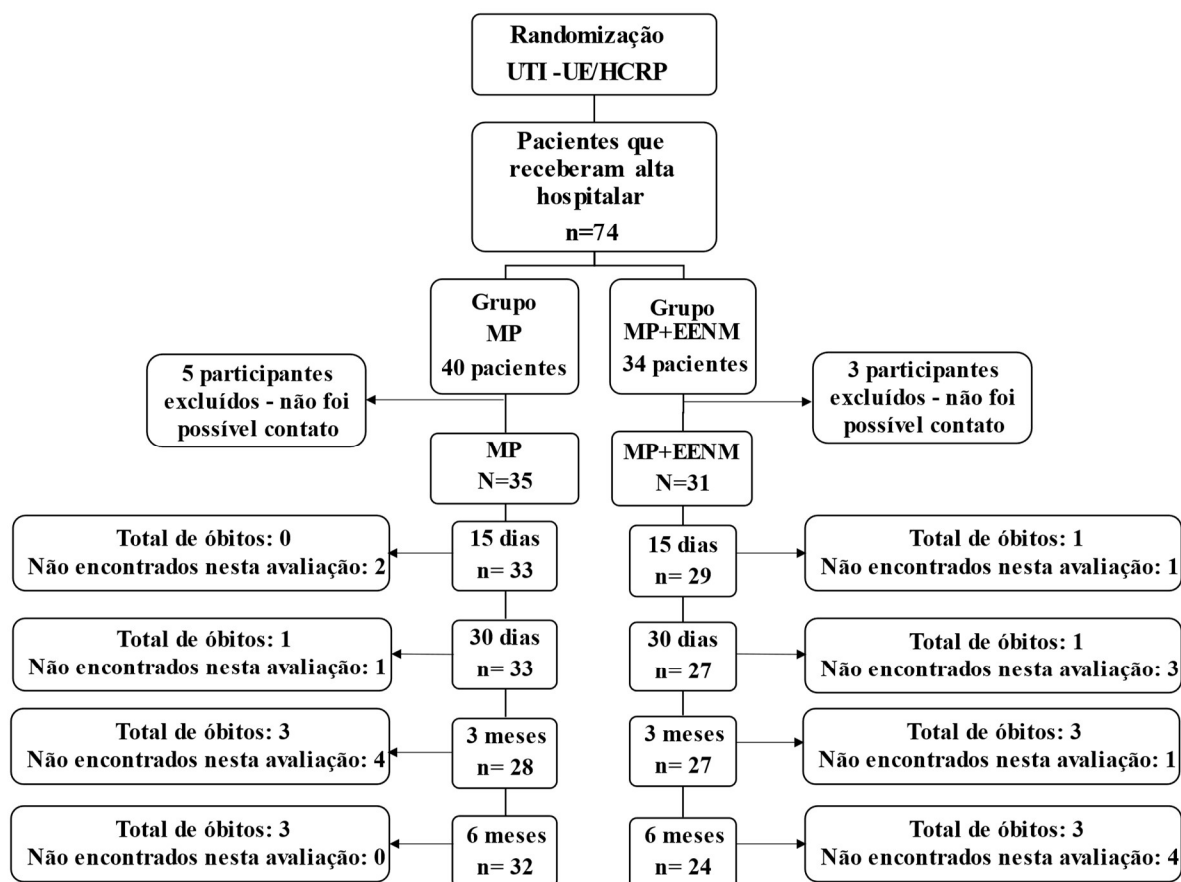 Randomização
UTI -UE/HCRP
Pacientes que
receberam alta
hospitalar
n=74
Grupo
MP
40 pacientes
Grupo
MP+EENM
34 pacientes
5 participantes
excluídos - não foi
possível contato
3 participantes
excluídos - não foi
possível contato
MP
N=35
MP+EENM
N=31
Total de óbitos: 0
Não encontrados nesta avaliação: 2
15 dias
n= 33
15 dias
n= 29
Total de óbitos: 1
Não encontrados nesta avaliação: 1
Total de óbitos: 1
Não encontrados nesta avaliação: 1
30 dias
n= 33
30 dias
n= 27
Total de óbitos: 1
Não encontrados nesta avaliação: 3
Total de óbitos: 3
Não encontrados nesta avaliação: 4
3 meses
n= 28
3 meses
n= 27
Total de óbitos: 3
Não encontrados nesta avaliação: 1
Total de óbitos: 3
Não encontrados nesta avaliação: 0
6 meses
n= 32
6 meses
n= 24
Total de óbitos: 3
Não encontrados nesta avaliação: 4